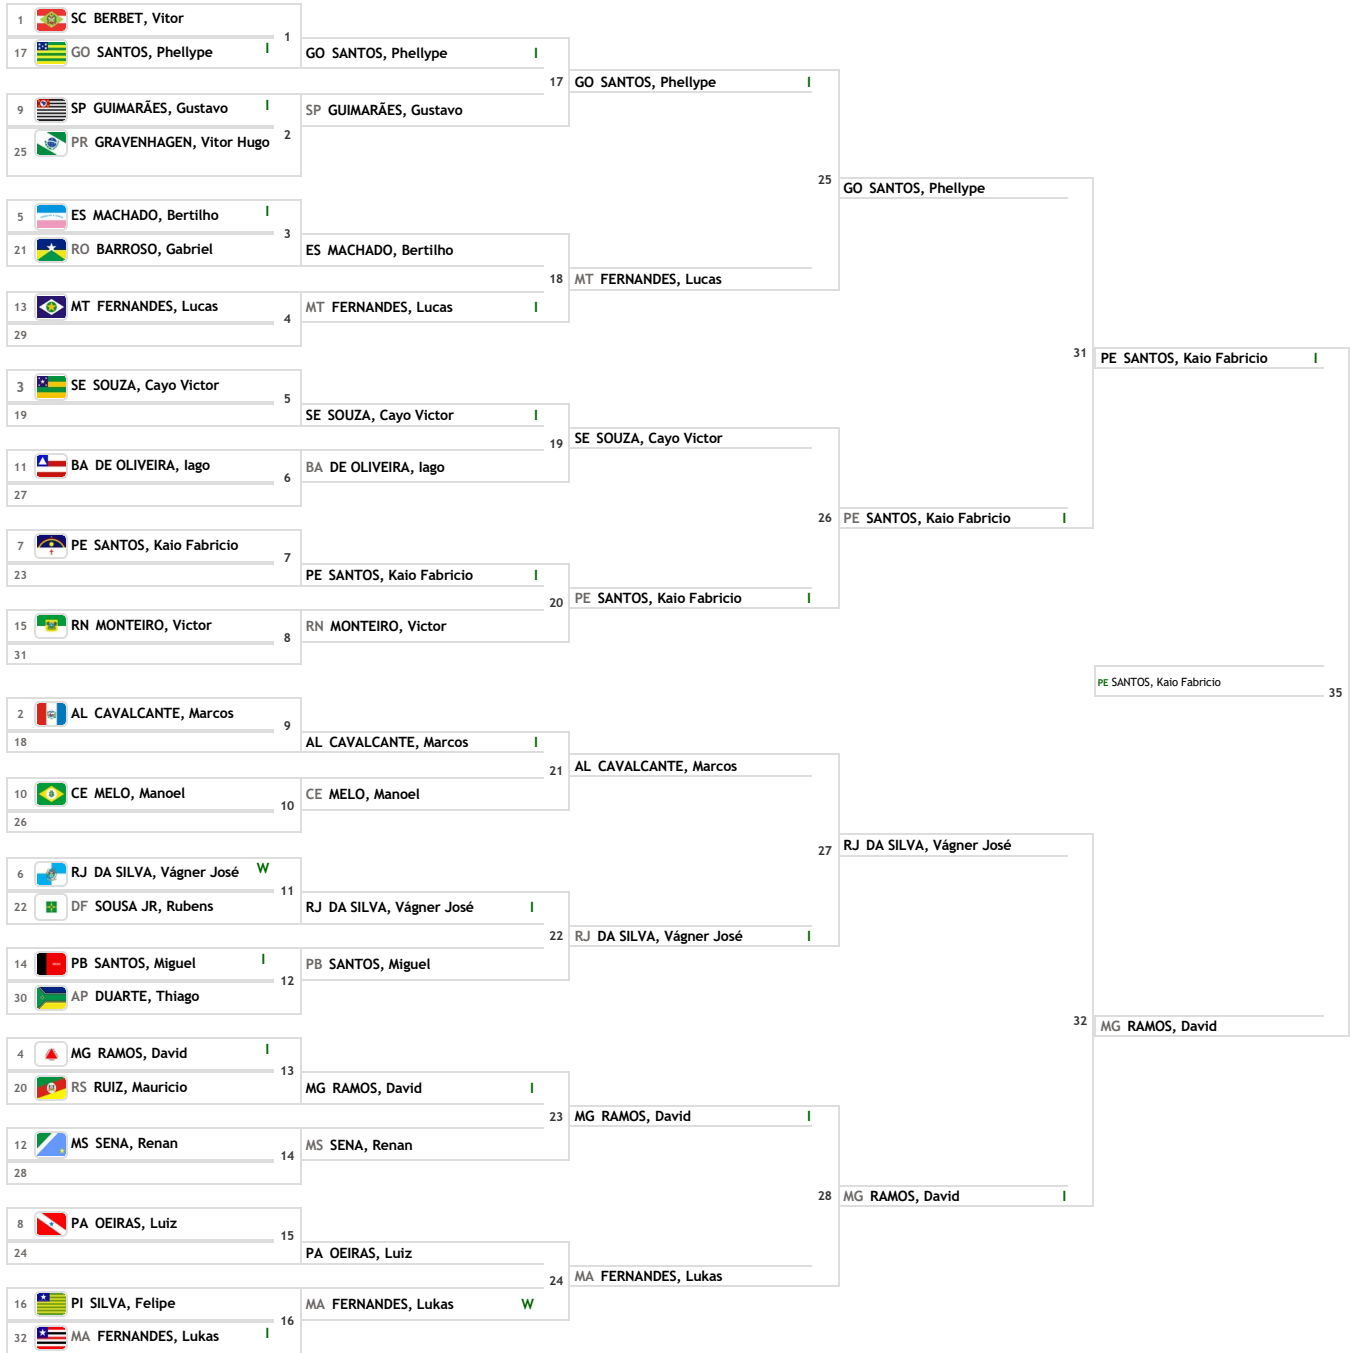 1 SC BERBET, Vitor
1
17 GO SANTOS, Phellype I
GO SANTOS, Phellype I
17
GO SANTOS, Phellype I
9 SP GUIMARÃES, Gustavo I
SP GUIMARÃES, Gustavo
2
25 PR GRAVENHAGEN, Vitor Hugo
25
GO SANTOS, Phellype
5 ES MACHADO, Bertilho I
3
21 RO BARROSO, Gabriel
ES MACHADO, Bertilho
18
MT FERNANDES, Lucas
13 MT FERNANDES, Lucas
MT FERNANDES, Lucas I
4
29
31
PE SANTOS, Kaio Fabricio I
3 SE SOUZA, Cayo Victor
5
19
SE SOUZA, Cayo Victor I
19
SE SOUZA, Cayo Victor
11 BA DE OLIVEIRA, Iago
BA DE OLIVEIRA, Iago
6
27
26
PE SANTOS, Kaio Fabricio I
7 PE SANTOS, Kaio Fabricio
7
23
PE SANTOS, Kaio Fabricio I
20
PE SANTOS, Kaio Fabricio I
15 RN MONTEIRO, Victor
RN MONTEIRO, Victor
8
31
PE SANTOS, Kaio Fabricio
35
2 AL CAVALCANTE, Marcos
9
18
AL CAVALCANTE, Marcos I
21
AL CAVALCANTE, Marcos
10 CE MELO, Manoel
CE MELO, Manoel
10
26
27
RJ DA SILVA, Vágner José
6 RJ DA SILVA, Vágner José W
11
22 DF SOUSA JR, Rubens
RJ DA SILVA, Vágner José I
22
RJ DA SILVA, Vágner José I
14 PB SANTOS, Miguel I
PB SANTOS, Miguel
12
30 AP DUARTE, Thiago
32
MG RAMOS, David
4 MG RAMOS, David I
13
20 RS RUIZ, Mauricio
MG RAMOS, David I
23
MG RAMOS, David I
12 MS SENA, Renan
MS SENA, Renan
14
28
28
MG RAMOS, David I
8 PA OEIRAS, Luiz
15
24
PA OEIRAS, Luiz
24
MA FERNANDES, Lukas
16 PI SILVA, Felipe
MA FERNANDES, Lukas W
16
32 MA FERNANDES, Lukas I